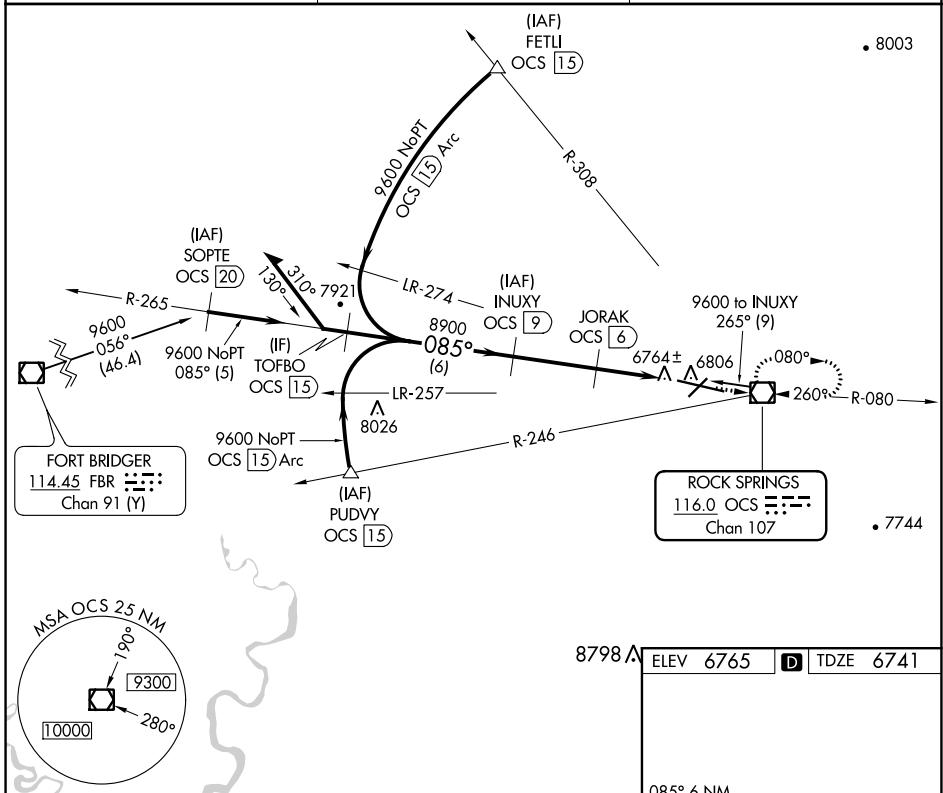 (IAF)
FETLI
OCS 15
8003
9600 NoPT
OCS 15 Arc
R-308
(IAF)
SOPTE
OCS 20
310°
130°
7921
LR-274
(IAF)
INUXY
OCS 9
JORAK
OCS 6
9600 to INUXY
265° (9)
R-265
9600
056°
(46.4)
9600 NoPT
085° (5)
(IF)
TOFBO
OCS 15
8900
085°
(6)
6764±
6806
080°
260°
R-080
LR-257
8026
R-246
9600 NoPT
OCS 15 Arc
(IAF)
PUDVY
OCS 15
FORT BRIDGER
114.45 FBR
Chan 91 (Y)
ROCK SPRINGS
116.0 OCS
Chan 107
7744
MSA OCS 25 NM
190°
9300
280°
10000
8798
ELEV 6765 D TDZE 6741
085° 6 NM